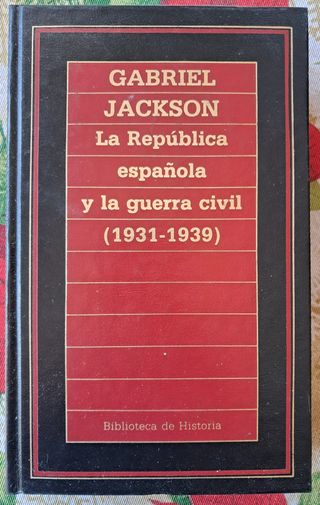 GABRIEL
JACKSON
La República
española
y la guerra civil
(1931-1939)
Biblioteca de Historia